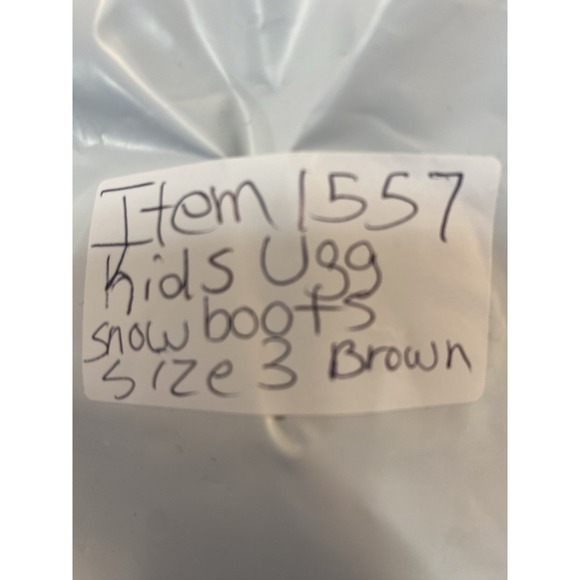 Item 1557
Kids Ugg
snow boots
size 3 Brown